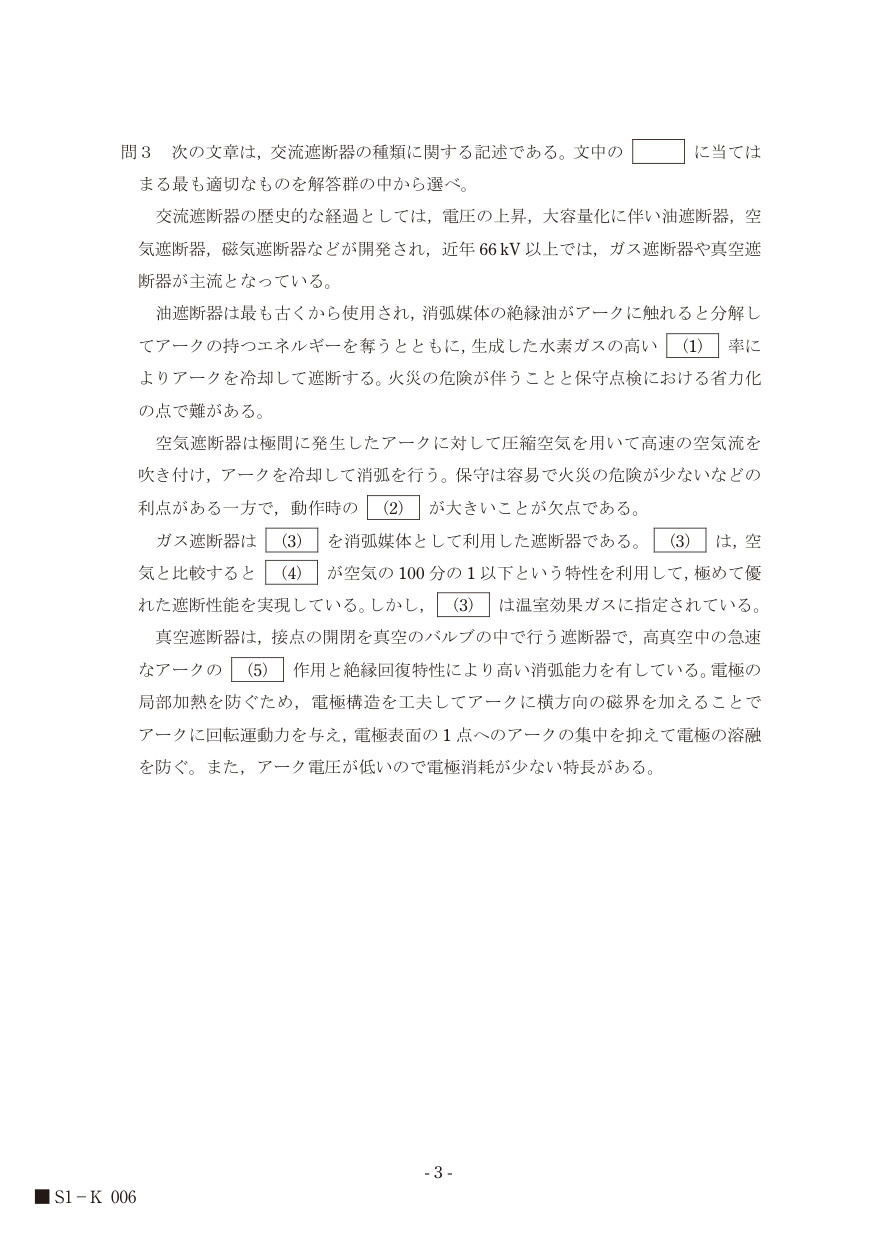 問３　次の文章は，交流遮断器の種類に関する記述である。文中の　　　に当ては
まる最も適切なものを解答群の中から選べ。
交流遮断器の歴史的な経過としては，電圧の上昇，大容量化に伴い油遮断器，空
気遮断器，磁気遮断器などが開発され，近年 66 kV 以上では，ガス遮断器や真空遮
断器が主流となっている。
油遮断器は最も古くから使用され，消弧媒体の絶縁油がアークに触れると分解し
てアークの持つエネルギーを奪うとともに，生成した水素ガスの高い (1) 率に
よりアークを冷却して遮断する。火災の危険が伴うことと保守点検における省力化
の点で難がある。
空気遮断器は極間に発生したアークに対して圧縮空気を用いて高速の空気流を
吹き付け，アークを冷却して消弧を行う。保守は容易で火災の危険が少ないなどの
利点がある一方で，動作時の (2) が大きいことが欠点である。
ガス遮断器は (3) を消弧媒体として利用した遮断器である。 (3) は，空
気と比較すると (4) が空気の 100 分の 1 以下という特性を利用して，極めて優
れた遮断性能を実現している。しかし， (3) は温室効果ガスに指定されている。
真空遮断器は，接点の開閉を真空のバルブの中で行う遮断器で，高真空中の急速
なアークの (5) 作用と絶縁回復特性により高い消弧能力を有している。電極の
局部加熱を防ぐため，電極構造を工夫してアークに横方向の磁界を加えることで
アークに回転運動力を与え，電極表面の 1 点へのアークの集中を抑えて電極の溶融
を防ぐ。また，アーク電圧が低いので電極消耗が少ない特長がある。
- 3 -
■ S1－K 006